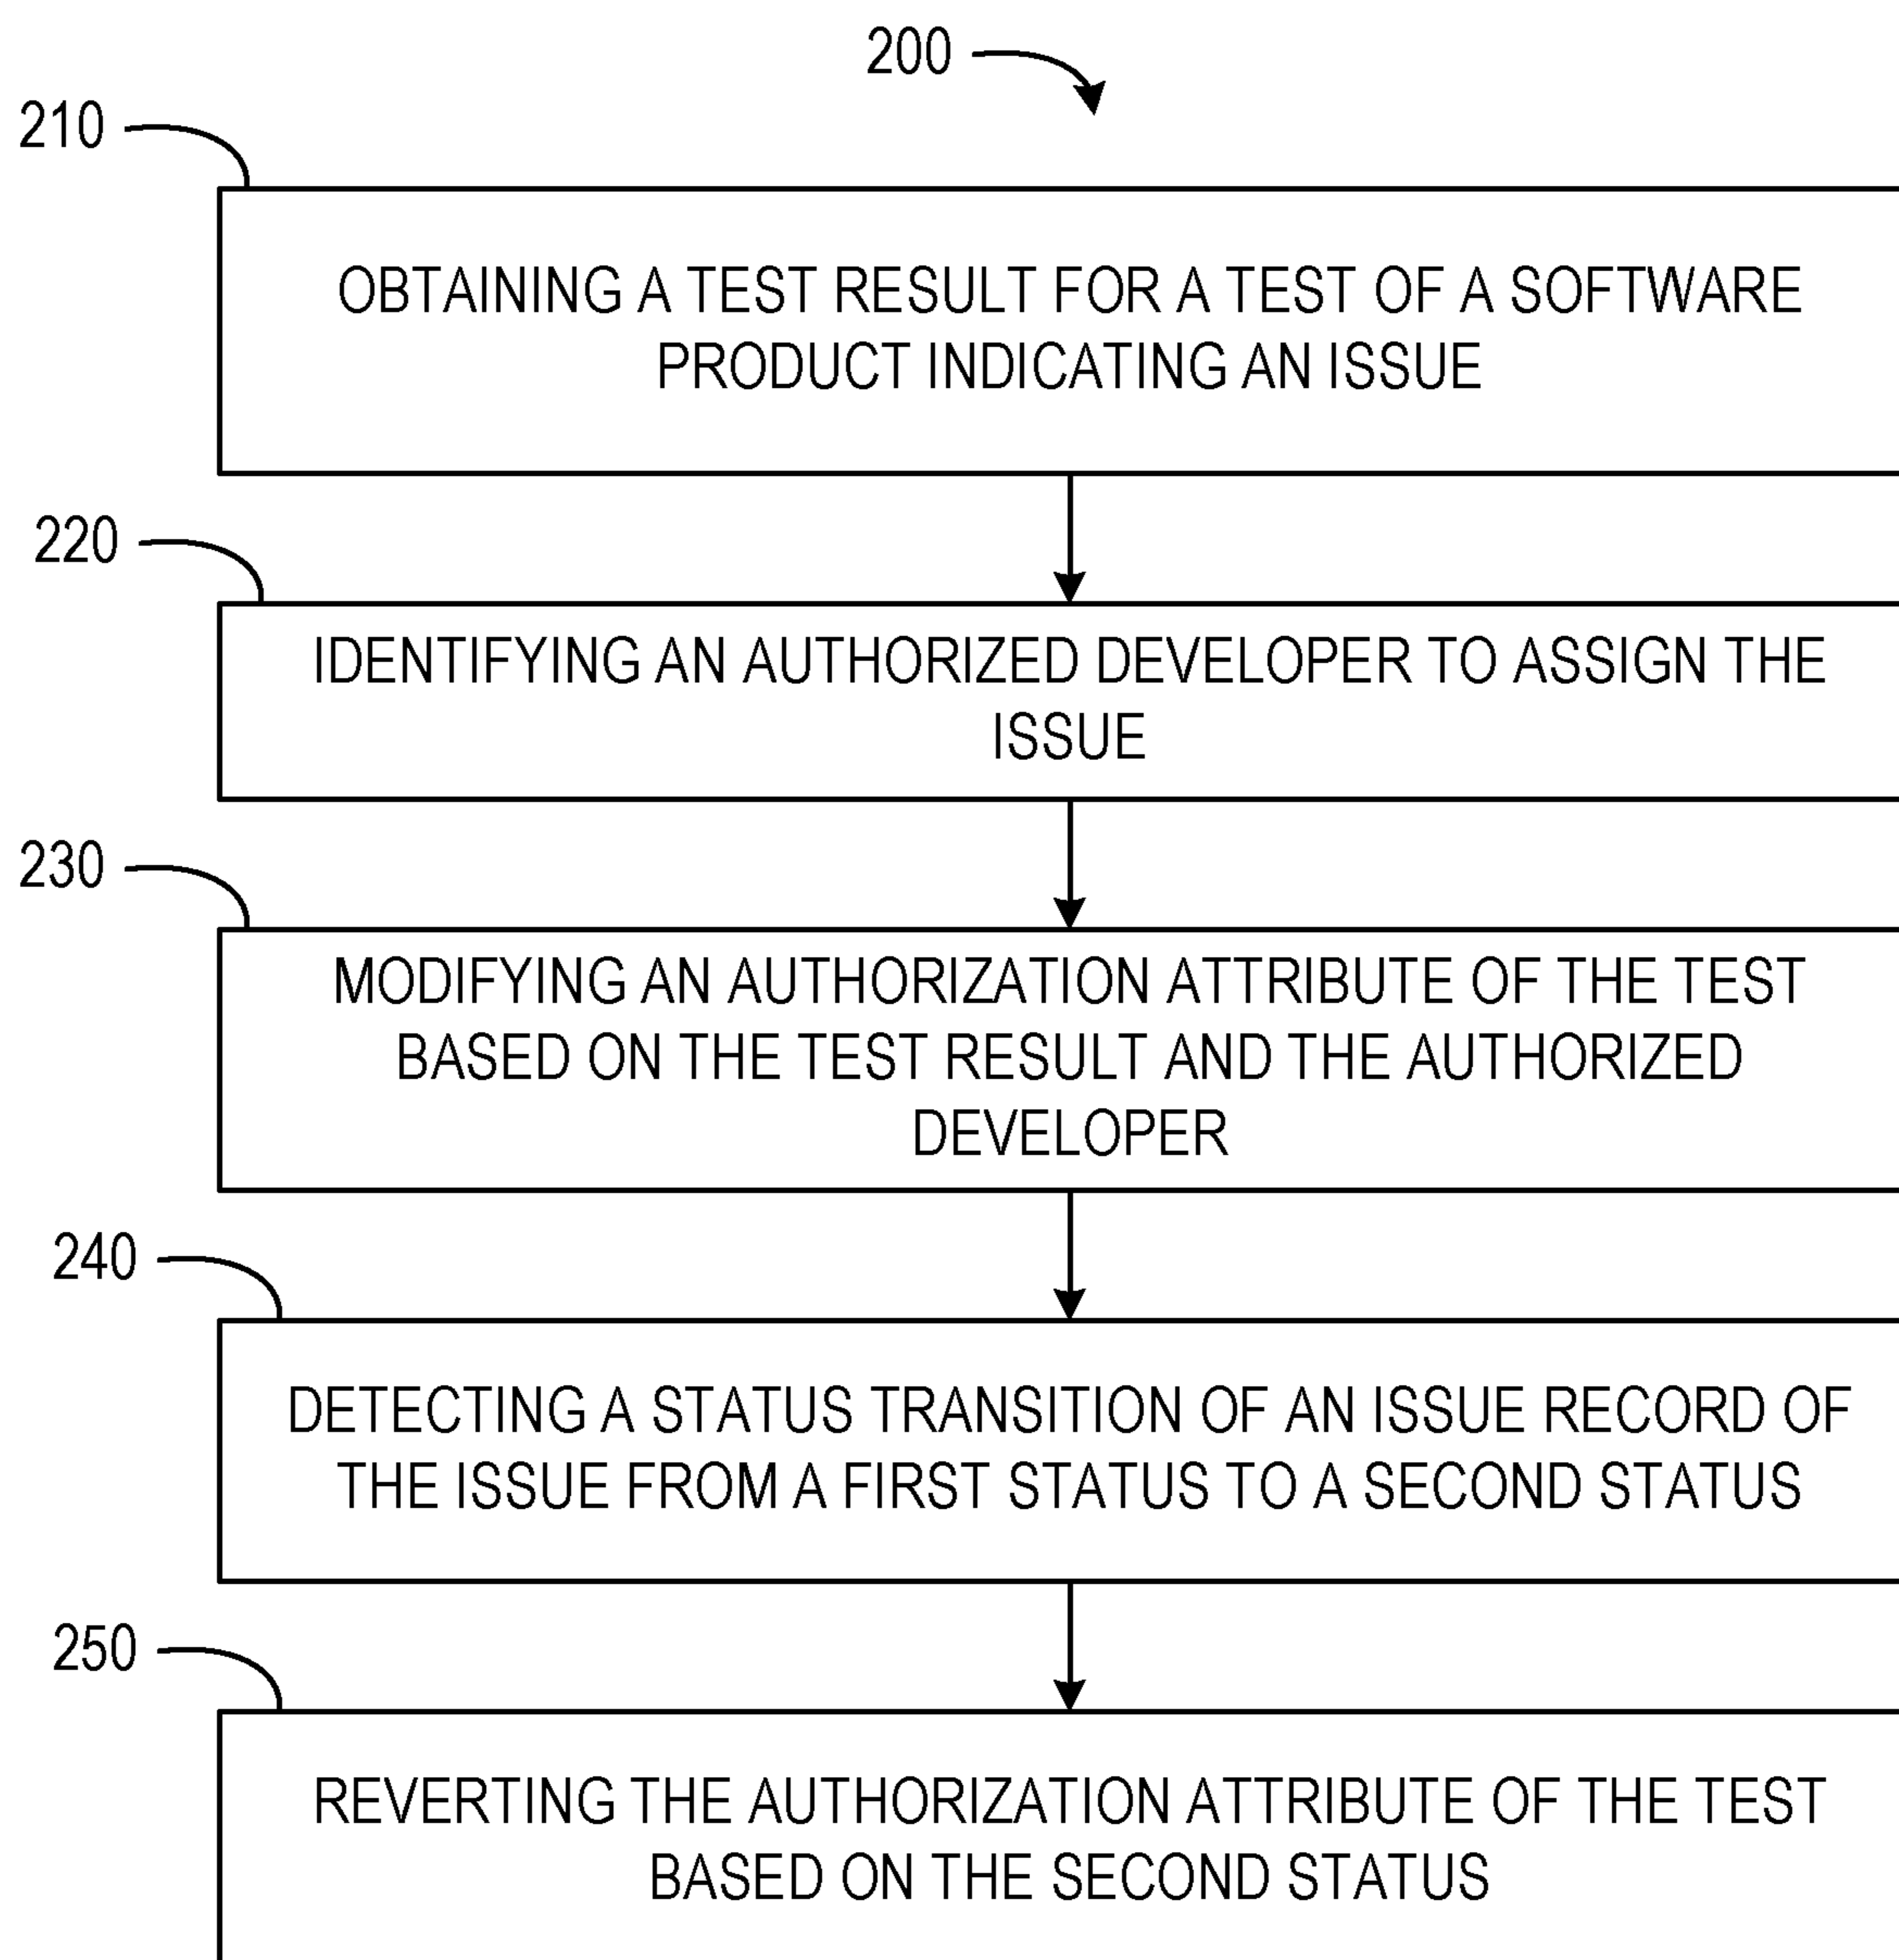 200
210
OBTAINING A TEST RESULT FOR A TEST OF A SOFTWARE
PRODUCT INDICATING AN ISSUE
220
IDENTIFYING AN AUTHORIZED DEVELOPER TO ASSIGN THE
ISSUE
230
MODIFYING AN AUTHORIZATION ATTRIBUTE OF THE TEST
BASED ON THE TEST RESULT AND THE AUTHORIZED
DEVELOPER
240
DETECTING A STATUS TRANSITION OF AN ISSUE RECORD OF
THE ISSUE FROM A FIRST STATUS TO A SECOND STATUS
250
REVERTING THE AUTHORIZATION ATTRIBUTE OF THE TEST
BASED ON THE SECOND STATUS